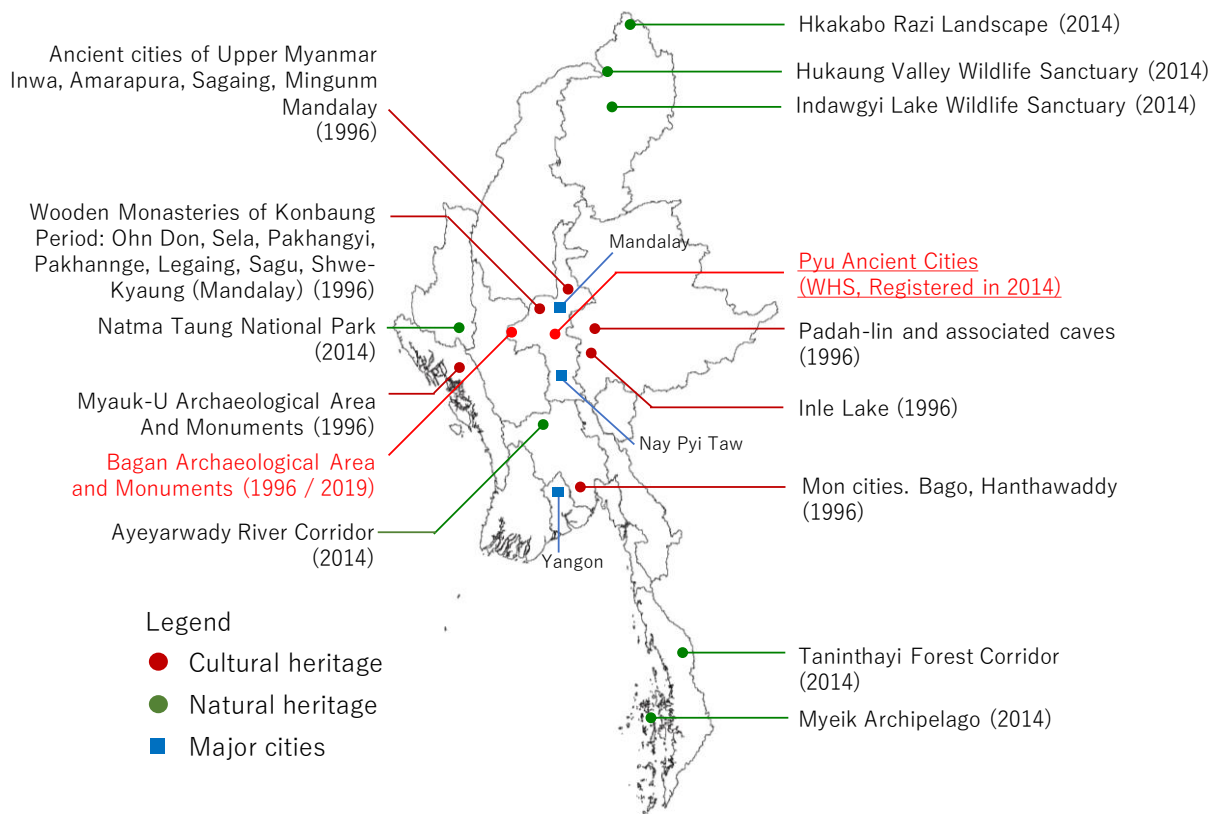 Ancient cities of Upper Myanmar
Inwa, Amarapura, Sagaing, Mingunm
Mandalay
(1996)
Wooden Monasteries of Konbaung
Period: Ohn Don, Sela, Pakhangyi,
Pakhannge, Legaing, Sagu, Shwe-
Kyaung (Mandalay) (1996)
Natma Taung National Park
(2014)
Myauk-U Archaeological Area
And Monuments (1996)
Bagan Archaeological Area
and Monuments (1996 / 2019)
Ayeyarwady River Corridor
(2014)
Hkakabo Razi Landscape (2014)
Hukaung Valley Wildlife Sanctuary (2014)
Indawgyi Lake Wildlife Sanctuary (2014)
Mandalay
Pyu Ancient Cities
(WHS, Registered in 2014)
Padah-lin and associated caves
(1996)
Inle Lake (1996)
Nay Pyi Taw
Mon cities. Bago, Hanthawaddy
(1996)
Yangon
Taninthayi Forest Corridor
(2014)
Myeik Archipelago (2014)
Legend
Cultural heritage
Natural heritage
Major cities